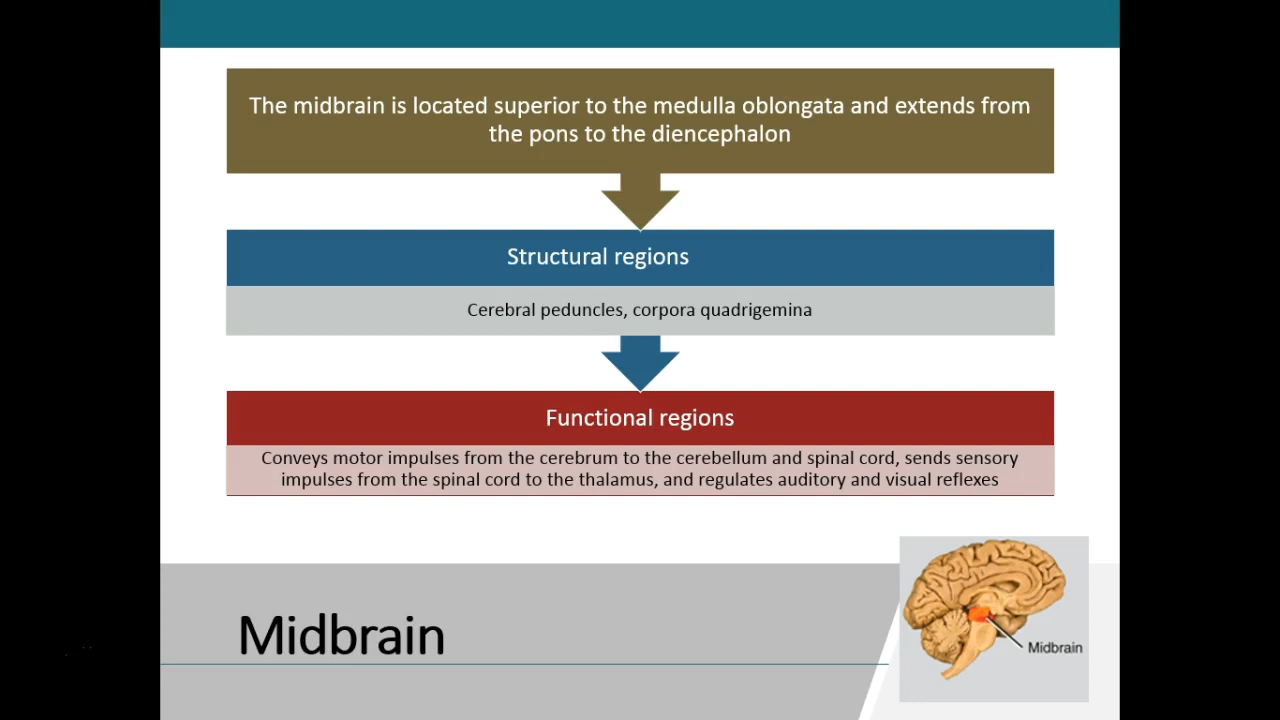 The midbrain is located superior to the medulla oblongata and extends from
the pons to the diencephalon
Structural regions
Cerebral peduncles, corpora quadrigemina
Functional regions
Conveys motor impulses from the cerebrum to the cerebellum and spinal cord, sends sensory
impulses from the spinal cord to the thalamus, and regulates auditory and visual reflexes
Midbrain
Midbrain